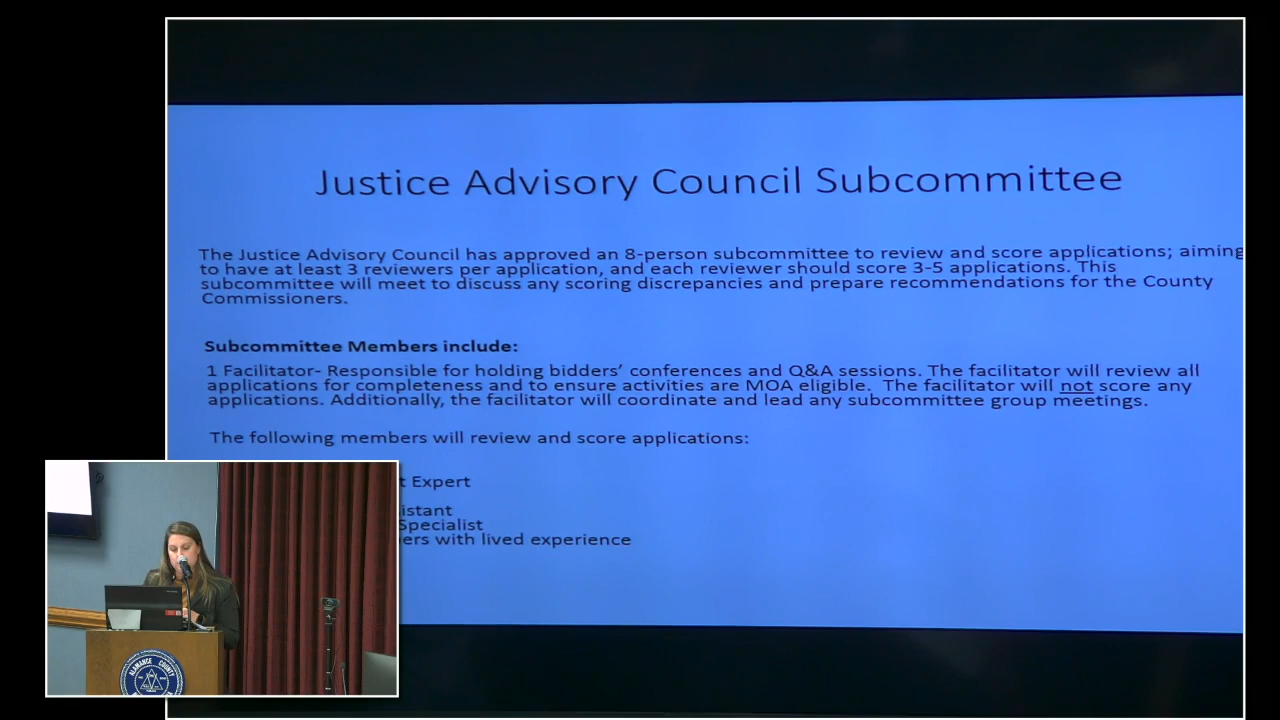 Justice Advisory Council Subcommittee
The Justice Advisory Council has approved an 8-person subcommittee to review and score applications; aiming
to have at least 3 reviewers per application, and each reviewer should score 3-5 applications. This
subcommittee will meet to discuss any scoring discrepancies and prepare recommendations for the County
Commissioners.
Subcommittee Members include:
1 Facilitator- Responsible for holding bidders' conferences and Q&A sessions. The facilitator will review all
applications for completeness and to ensure activities are MOA eligible. The facilitator will not score any
applications. Additionally, the facilitator will coordinate and lead any subcommittee group meetings.
The following members will review and score applications:
t Expert
istant
Specialist
ers with lived experience
ALAMANCE COUNTY